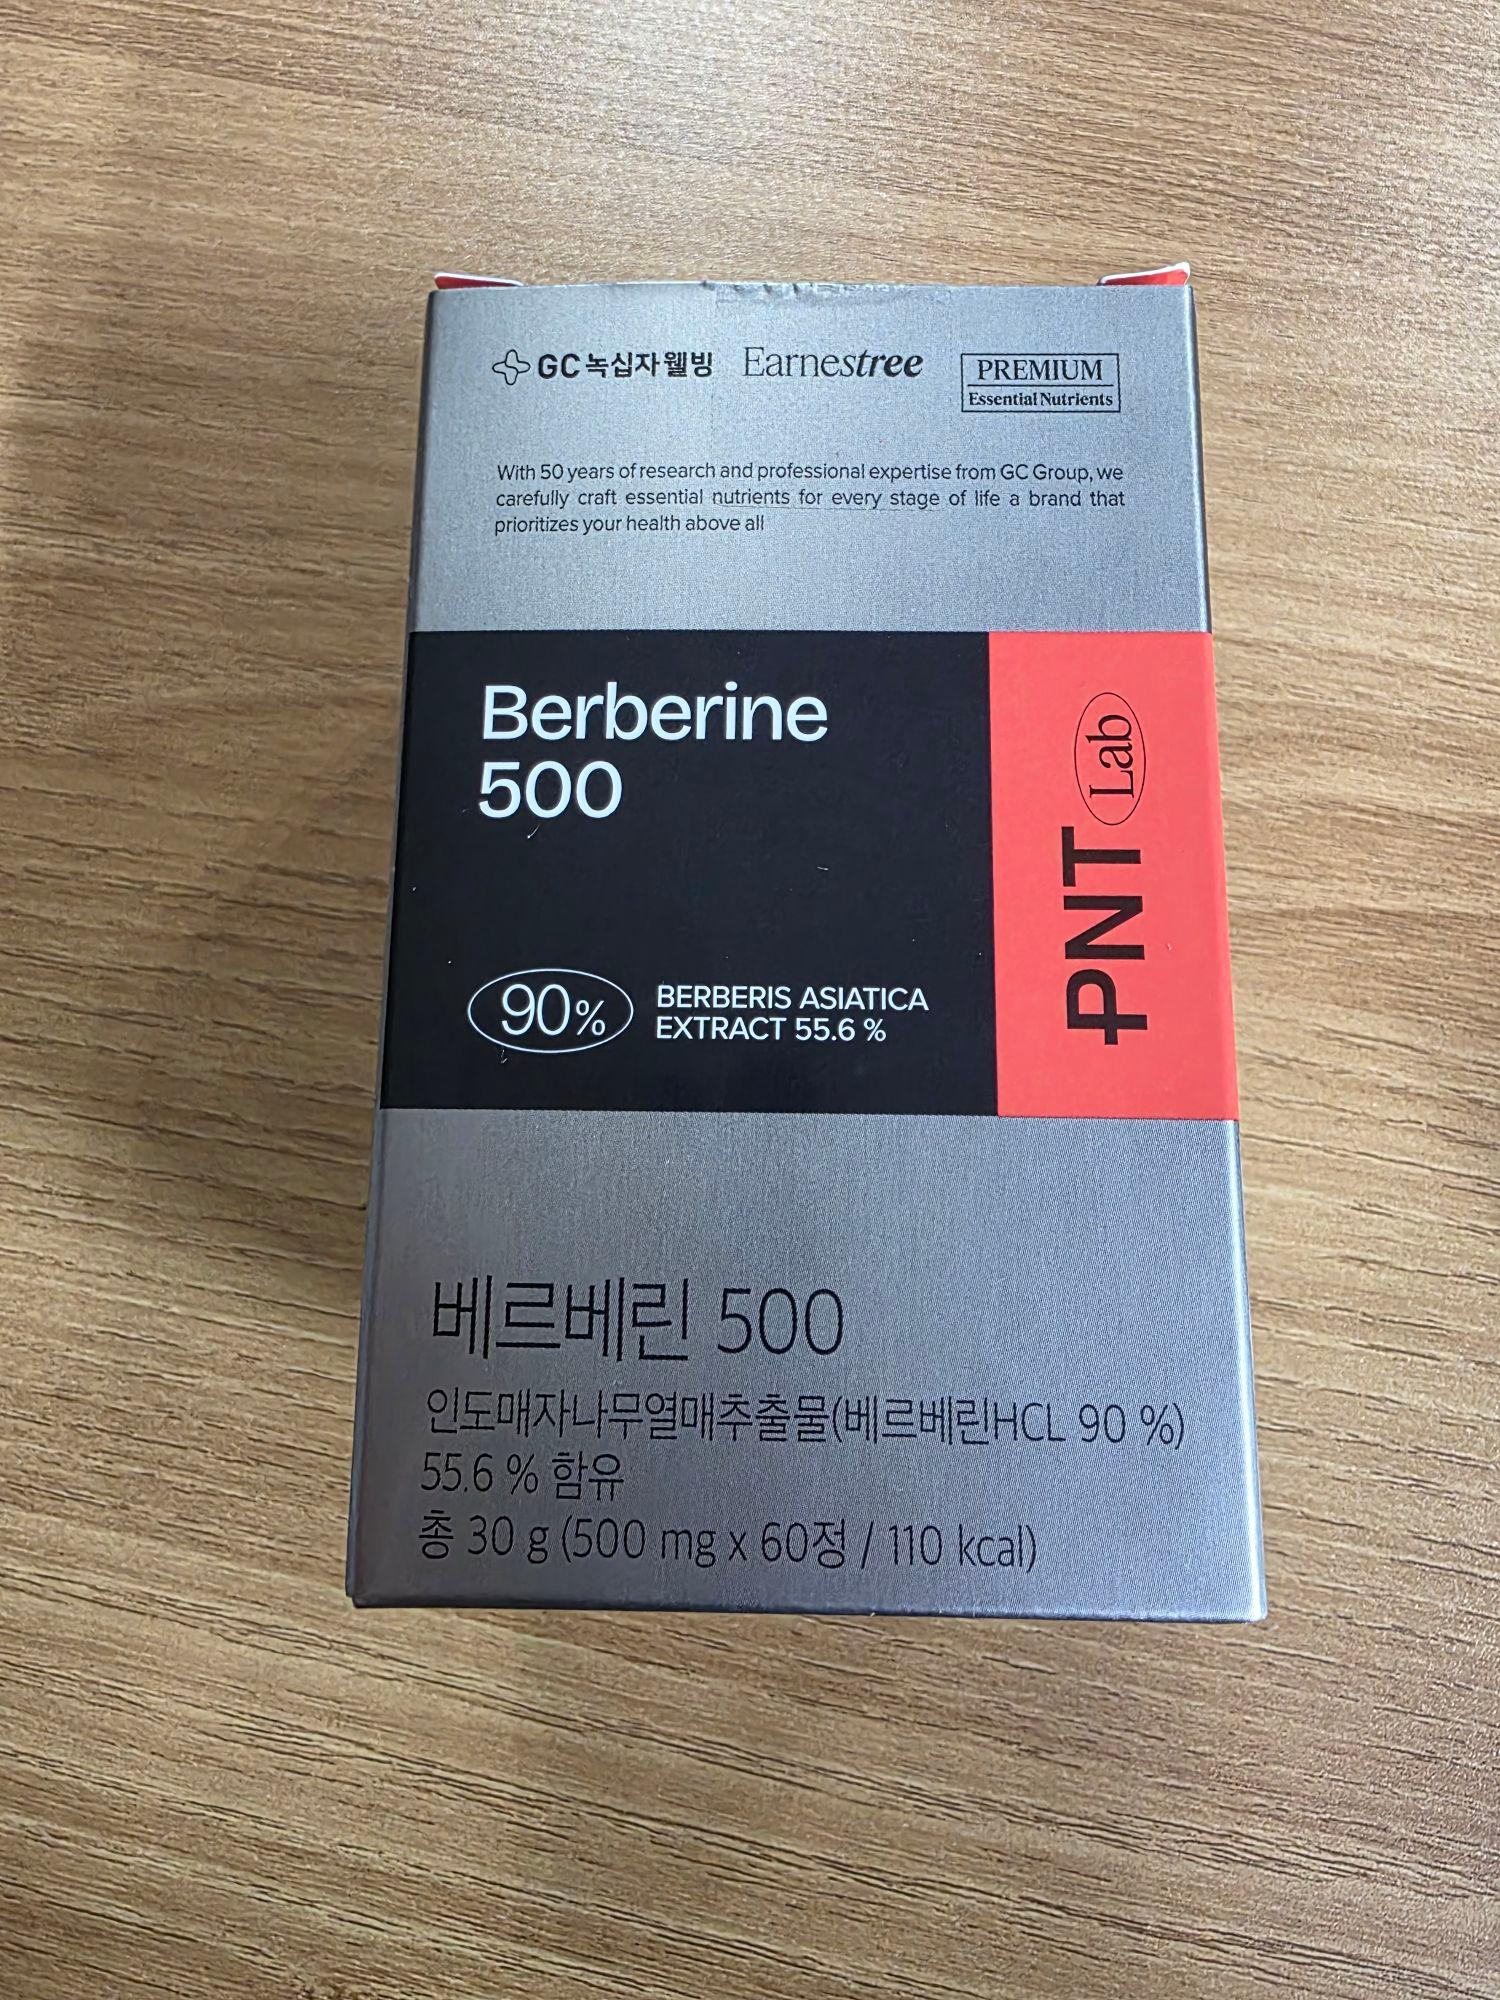 GC녹십자웰빙 Earnestree PREMIUM
Essential Nutrients
With 50 years of research and professional expertise from GC Group, we
carefully craft essential nutrients for every stage of life a brand that
prioritizes your health above all
Berberine
500
PNT Lab
90% BERBERIS ASIATICA
EXTRACT 55.6 %
베르베린 500
인도매자나무열매추출물(베르베린HCL 90 %)
55.6 % 함유
총 30 g (500 mg x 60정 / 110 kcal)